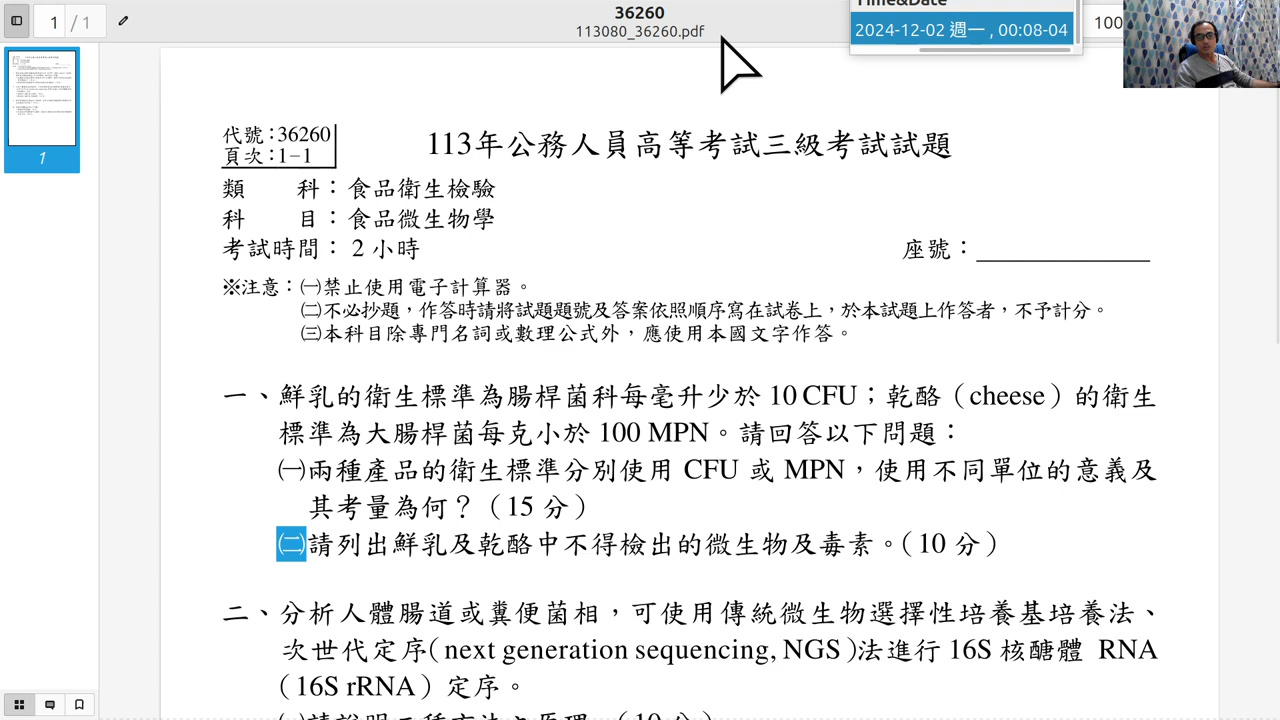 1 / 1
36260
113080_36260.pdf
Time&Date
2024-12-02 週一 , 00:08-04
100
1
代號：36260
頁次：1－1
113年公務人員高等考試三級考試試題
類　　科：食品衛生檢驗
科　　目：食品微生物學
考試時間：2 小時
座號：
※注意：㈠禁止使用電子計算器。
㈡不必抄題，作答時請將試題題號及答案依照順序寫在試卷上，於本試題上作答者，不予計分。
㈢本科目除專門名詞或數理公式外，應使用本國文字作答。
一、鮮乳的衛生標準為腸桿菌科每毫升少於 10 CFU；乾酪（cheese）的衛生
標準為大腸桿菌每克小於 100 MPN。請回答以下問題：
㈠兩種產品的衛生標準分別使用 CFU 或 MPN，使用不同單位的意義及
其考量為何？（15 分）
㈡請列出鮮乳及乾酪中不得檢出的微生物及毒素。（10 分）
二、分析人體腸道或糞便菌相，可使用傳統微生物選擇性培養基培養法、
次世代定序（next generation sequencing, NGS）法進行 16S 核醣體 RNA
（16S rRNA）定序。
㈠請說明二種方法之原理。（10 分）